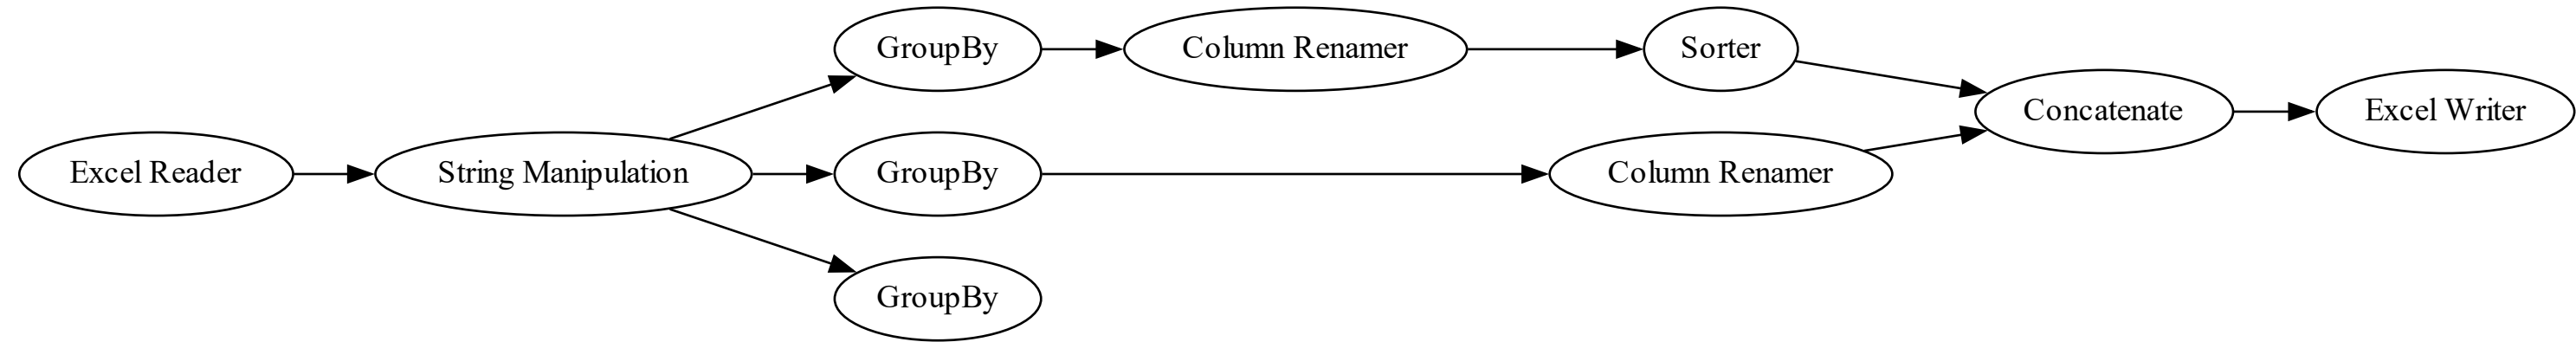 GroupBy
Column Renamer
Sorter
Concatenate
Excel Writer
Excel Reader
String Manipulation
GroupBy
Column Renamer
GroupBy